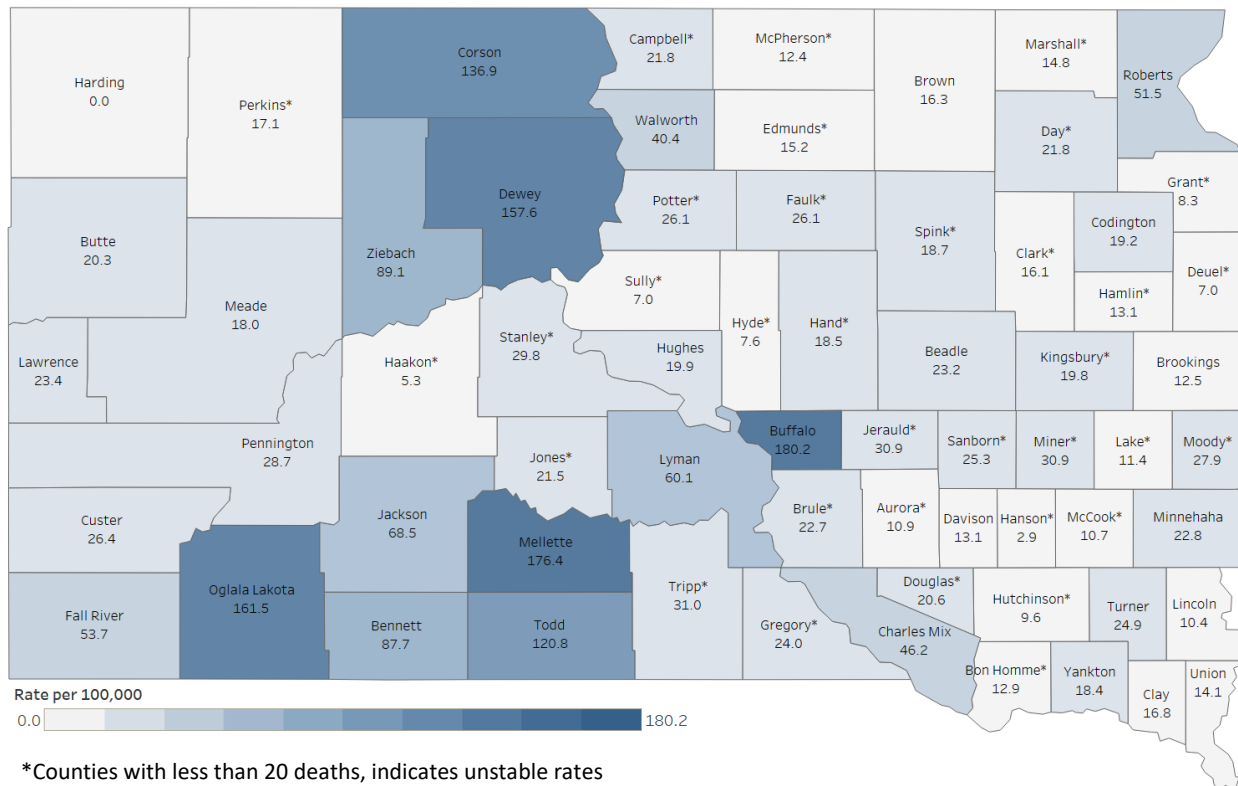 Harding
0.0
Perkins*
17.1
Corson
136.9
Campbell*
21.8
McPherson*
12.4
Brown
16.3
Marshall*
14.8
Roberts
51.5
Walworth
40.4
Edmunds*
15.2
Day*
21.8
Grant*
8.3
Butte
20.3
Meade
18.0
Ziebach
89.1
Dewey
157.6
Potter*
26.1
Faulk*
26.1
Spink*
18.7
Clark*
16.1
Codington
19.2
Hamlin*
13.1
Deuel*
7.0
Sully*
7.0
Hyde*
7.6
Hand*
18.5
Lawrence
23.4
Haakon*
5.3
Stanley*
29.8
Hughes
19.9
Beadle
23.2
Kingsbury*
19.8
Brookings
12.5
Pennington
28.7
Jones*
21.5
Lyman
60.1
Buffalo
180.2
Jerauld*
30.9
Sanborn*
25.3
Miner*
30.9
Lake*
11.4
Moody*
27.9
Custer
26.4
Jackson
68.5
Mellette
176.4
Brule*
22.7
Aurora*
10.9
Davison
13.1
Hanson*
2.9
McCook*
10.7
Minnehaha
22.8
Fall River
53.7
Oglala Lakota
161.5
Bennett
87.7
Todd
120.8
Tripp*
31.0
Gregory*
24.0
Charles Mix
46.2
Douglas*
20.6
Hutchinson*
9.6
Turner
24.9
Lincoln
10.4
Bon Homme*
12.9
Yankton
18.4
Clay
16.8
Union
14.1
Rate per 100,000
0.0 180.2
*Counties with less than 20 deaths, indicates unstable rates